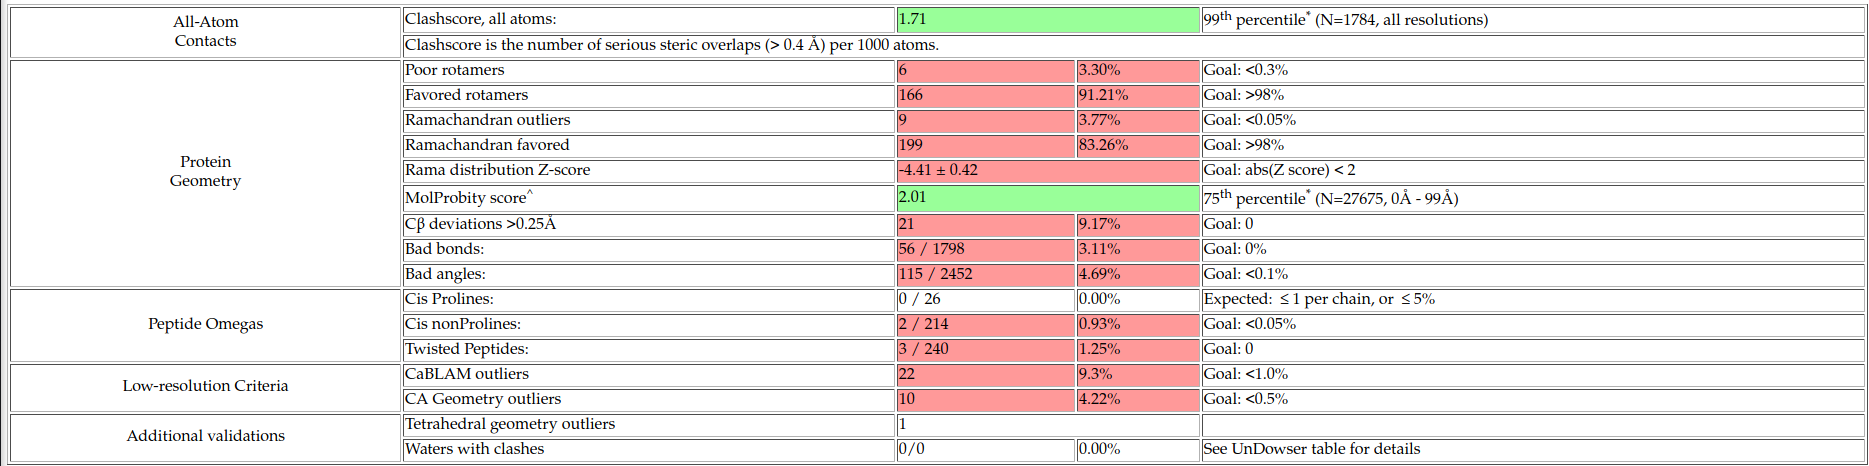 All-Atom
Contacts
Clashscore, all atoms: 1.71 99th percentile* (N=1784, all resolutions)
Clashscore is the number of serious steric overlaps (> 0.4 Å) per 1000 atoms.
Protein
Geometry
Poor rotamers 6 3.30% Goal: <0.3%
Favored rotamers 166 91.21% Goal: >98%
Ramachandran outliers 9 3.77% Goal: <0.05%
Ramachandran favored 199 83.26% Goal: >98%
Rama distribution Z-score -4.41 ± 0.42 Goal: abs(Z score) < 2
MolProbity score^ 2.01 75th percentile* (N=27675, 0Å - 99Å)
Cβ deviations >0.25Å 21 9.17% Goal: 0
Bad bonds: 56 / 1798 3.11% Goal: 0%
Bad angles: 115 / 2452 4.69% Goal: <0.1%
Peptide Omegas
Cis Prolines: 0 / 26 0.00% Expected: ≤ 1 per chain, or ≤ 5%
Cis nonProlines: 2 / 214 0.93% Goal: <0.05%
Twisted Peptides: 3 / 240 1.25% Goal: 0
Low-resolution Criteria
CaBLAM outliers 22 9.3% Goal: <1.0%
CA Geometry outliers 10 4.22% Goal: <0.5%
Additional validations
Tetrahedral geometry outliers 1
Waters with clashes 0/0 0.00% See UnDowser table for details